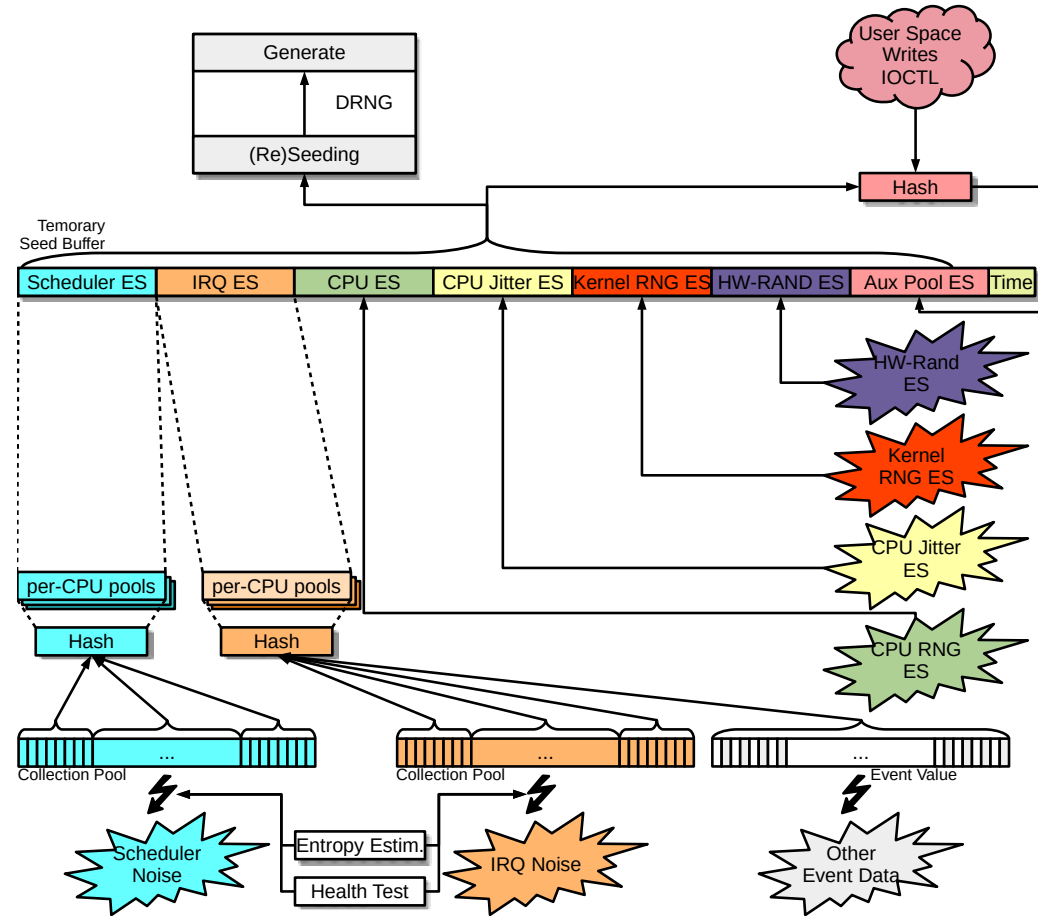 User Space
Writes
IOCTL
Generate
DRNG
(Re)Seeding
Hash
Temorary
Seed Buffer
Scheduler ES
IRQ ES
CPU ES
CPU Jitter ES
Kernel RNG ES
HW-RAND ES
Aux Pool ES
Time
HW-Rand
ES
Kernel
RNG ES
CPU Jitter
ES
per-CPU pools
per-CPU pools
Hash
Hash
CPU RNG
ES
...
...
...
Collection Pool
Collection Pool
Event Value
Entropy Estim.
Health Test
Scheduler
Noise
IRQ Noise
Other
Event Data